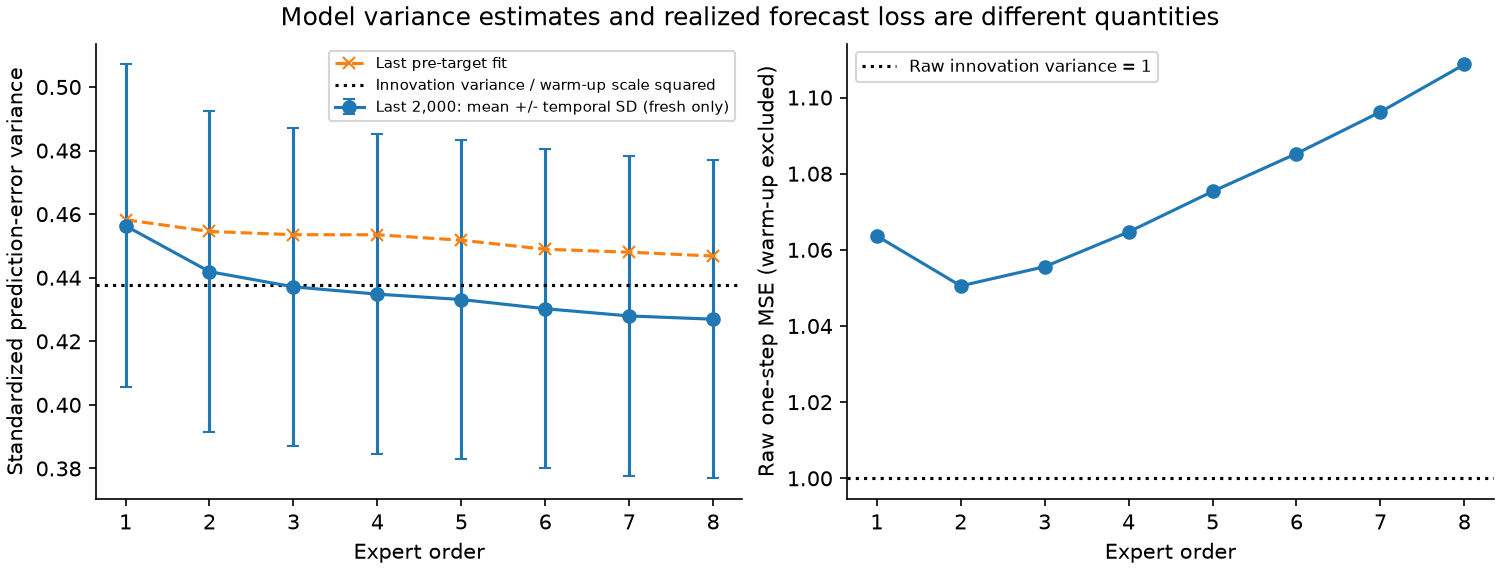 Model variance estimates and realized forecast loss are different quantities
Standardized prediction-error variance
0.50
0.48
0.46
0.44
0.42
0.40
0.38
Last pre-target fit
Innovation variance / warm-up scale squared
Last 2,000: mean +/- temporal SD (fresh only)
1 2 3 4 5 6 7 8
Expert order
Raw one-step MSE (warm-up excluded)
1.10
1.08
1.06
1.04
1.02
1.00
Raw innovation variance = 1
1 2 3 4 5 6 7 8
Expert order